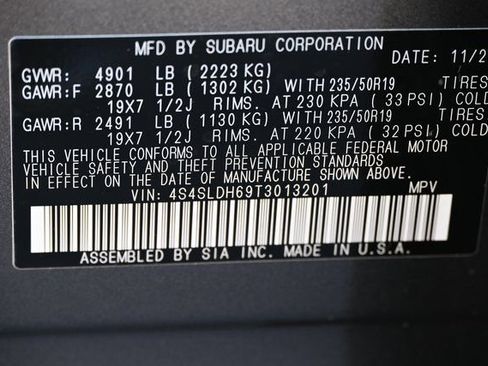 MFD BY SUBARU CORPORATION
DATE: 11/2
GVWR: 4901 LB (2223 KG)
GAWR:F 2870 LB (1302 KG) WITH 235/50R19 TIRES
19X7 1/2J RIMS. AT 230 KPA (33 PSI) COLD
GAWR:R 2491 LB (1130 KG) WITH 235/50R19 TIRES
19X7 1/2J RIMS. AT 220 KPA (32 PSI) COLD
THIS VEHICLE CONFORMS TO ALL APPLICABLE FEDERAL MOTOR
VEHICLE SAFETY AND THEFT PREVENTION STANDARDS
IN EFFECT ON THE DATE OF MANUFACTURE SHOWN ABOVE.
VIN: 4S4SLDH69T3013201 MPV
ASSEMBLED BY SIA INC. MADE IN U.S.A.